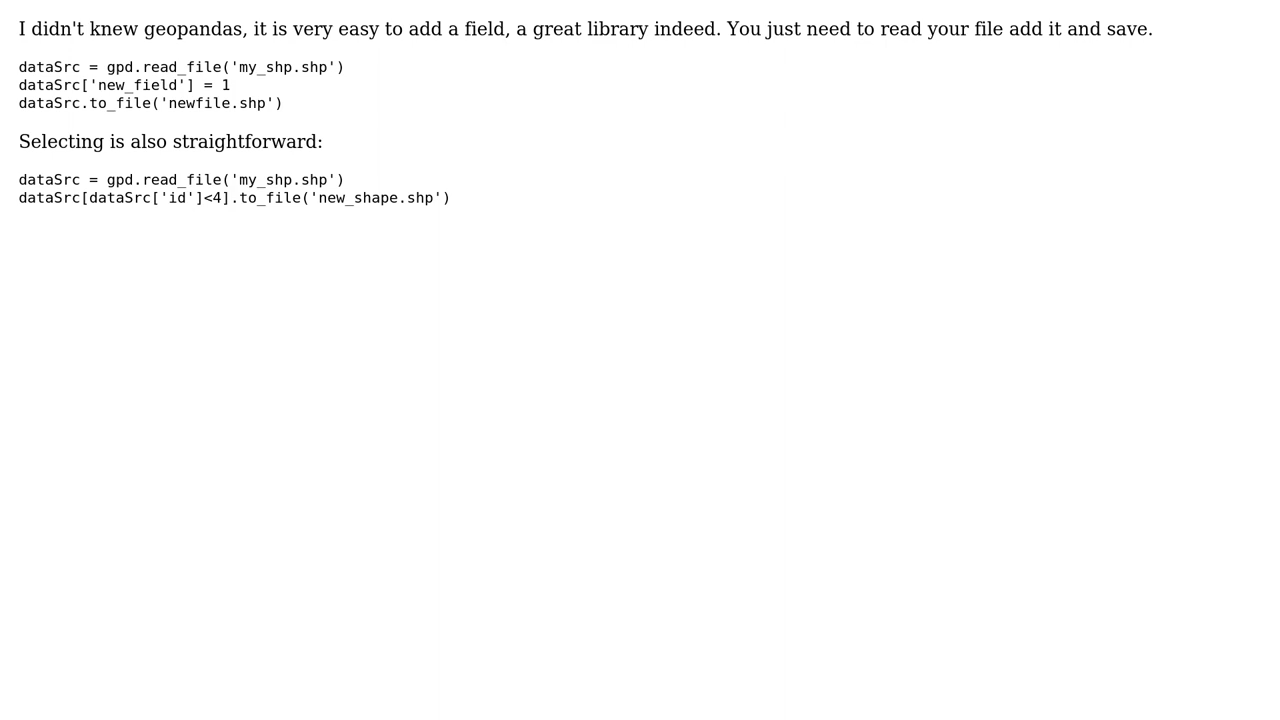 I didn't knew geopandas, it is very easy to add a field, a great library indeed. You just need to read your file add it and save.
dataSrc = gpd.read_file('my_shp.shp')
dataSrc['new_field'] = 1
dataSrc.to_file('newfile.shp')
Selecting is also straightforward:
dataSrc = gpd.read_file('my_shp.shp')
dataSrc[dataSrc['id']<4].to_file('new_shape.shp')